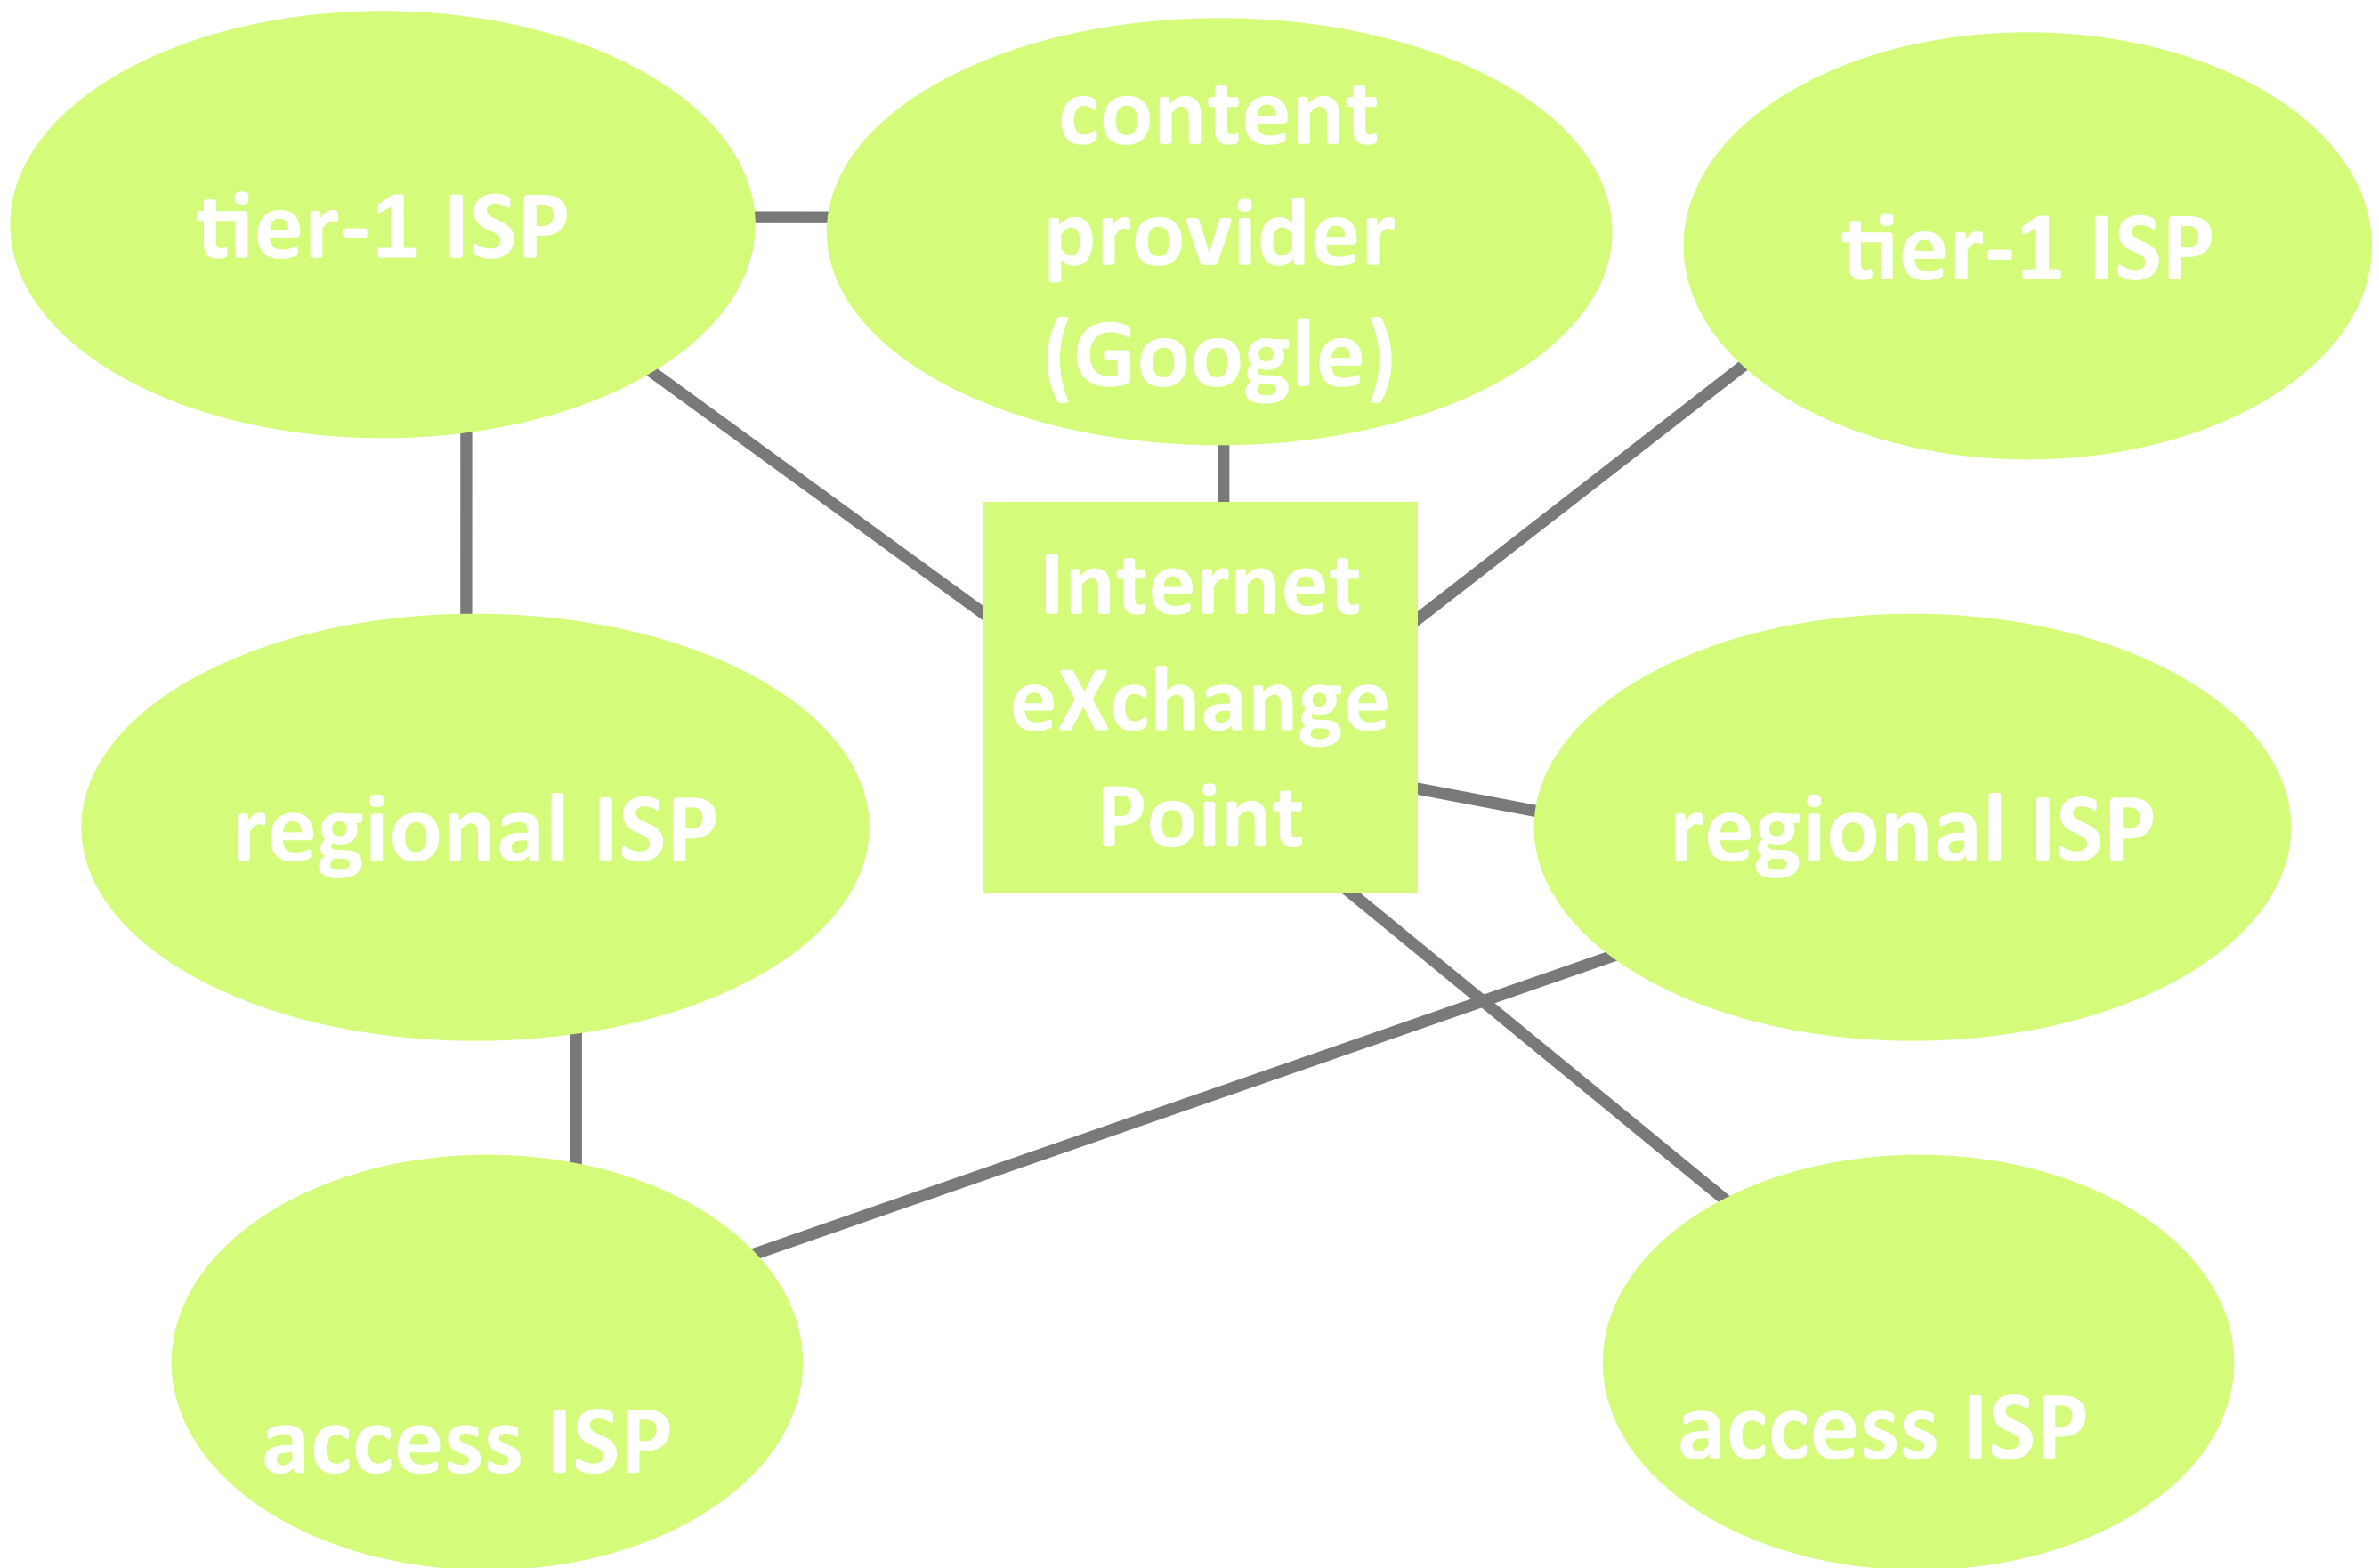 tier-1 ISP
content
provider
(Google)
tier-1 ISP
Internet
eXchange
Point
regional ISP
regional ISP
access ISP
access ISP